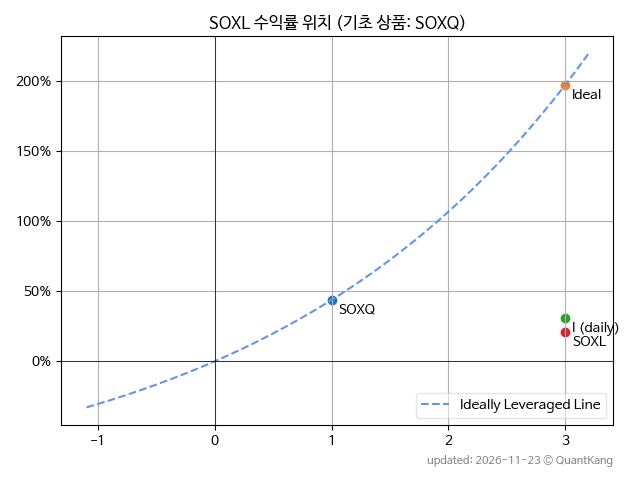 SOXL 수익률 위치 (기초 상품: SOXQ)
200%
150%
100%
50%
0%
Ideal
SOXQ
l (daily)
SOXL
Ideally Leveraged Line
-1
0
1
2
3
updated: 2026-11-23 © QuantKang